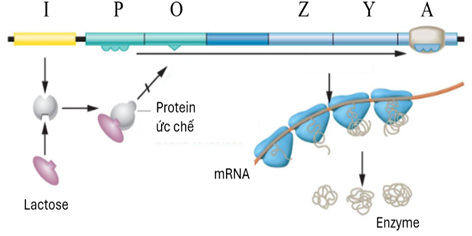 I P O Z Y A
Protein
ức chế
mRNA
Lactose
Enzyme